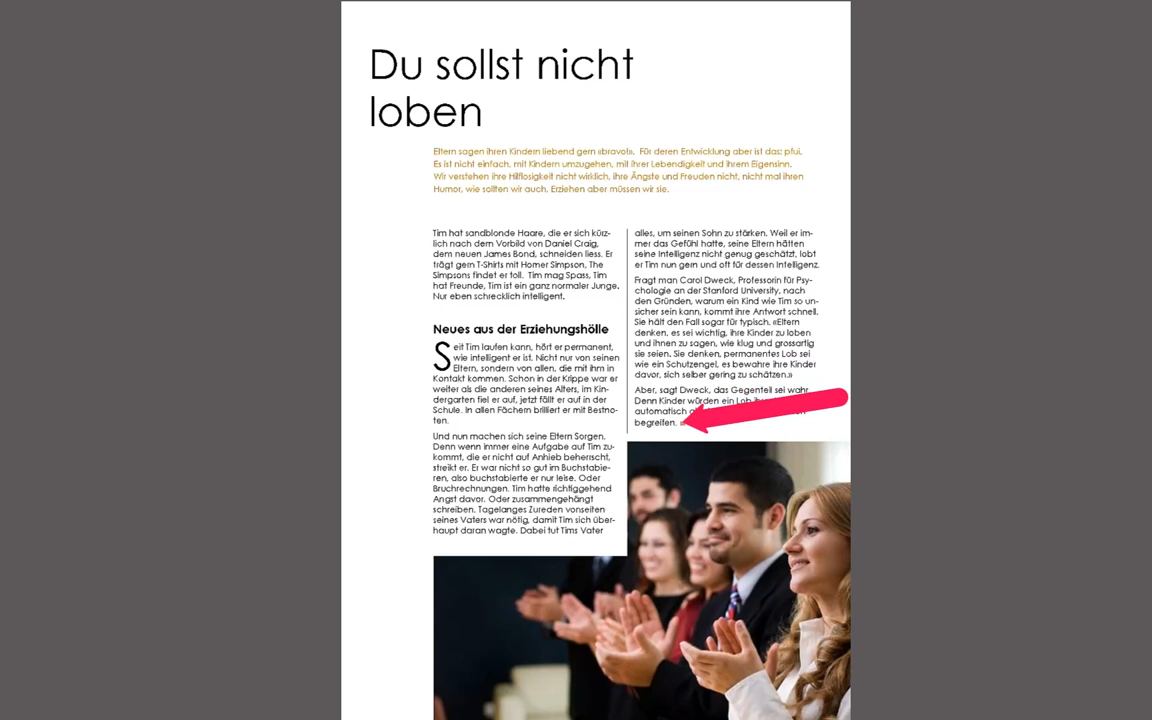 Du sollst nicht
loben
Eltern sagen ihren Kindern liebend gern «bravo!». Für deren Entwicklung aber ist das: pfui.
Es ist nicht einfach, mit Kindern umzugehen, mit ihrer Lebendigkeit und ihrem Eigensinn.
Wir verstehen ihre Hilflosigkeit nicht wirklich, ihre Ängste und Freuden nicht, nicht mal ihren
Humor, wie sollten wir auch. Erziehen aber müssen wir sie.
Tim hat sandblonde Haare, die er sich kürz-
lich nach dem Vorbild von Daniel Craig,
dem neuen James Bond, schneiden liess. Er
trägt gern T-Shirts mit Homer Simpson, The
Simpsons findet er toll. Tim mag Spass, Tim
hat Freunde, Tim ist ein ganz normaler Junge.
Nur eben schrecklich intelligent.
Neues aus der Erziehungshölle
Seit Tim laufen kann, hört er permanent,
wie intelligent er ist. Nicht nur von seinen
Eltern, sondern von allen, die mit ihm in
Kontakt kommen. Schon in der Krippe war er
weiter als die anderen seines Alters, im Kin-
dergarten fiel er auf, jetzt fällt er auf in der
Schule. In allen Fächern brilliert er mit Bestno-
ten.
Und nun machen sich seine Eltern Sorgen.
Denn wenn immer eine Aufgabe auf Tim zu-
kommt, die er nicht auf Anhieb beherrscht,
streikt er. Er war nicht so gut im Buchstabie-
ren, also buchstabierte er nur leise. Oder
Bruchrechnungen. Tim hatte richtiggehend
Angst davor. Oder zusammengehängt
schreiben. Tagelanges Zureden vonseiten
seines Vaters war nötig, damit Tim sich über-
haupt daran wagte. Dabei tut Tims Vater
alles, um seinen Sohn zu stärken. Weil er im-
mer das Gefühl hatte, seine Eltern hätten
seine Intelligenz nicht genug geschätzt, lobt
er Tim nun gern und oft für dessen Intelligenz.
Fragt man Carol Dweck, Professorin für Psy-
chologie an der Stanford University, nach
den Gründen, warum ein Kind wie Tim so un-
sicher sein kann, kommt ihre Antwort schnell.
Sie hält den Fall sogar für typisch. «Eltern
denken, es sei wichtig, ihre Kinder zu loben
und ihnen zu sagen, wie klug und grossartig
sie seien. Sie denken, permanentes Lob sei
wie ein Schutzengel, es bewahre ihre Kinder
davor, sich selber gering zu schätzen.»
Aber, sagt Dweck, das Gegenteil sei wahr.
Denn Kinder würden ein Lob
automatisch
begreifen.